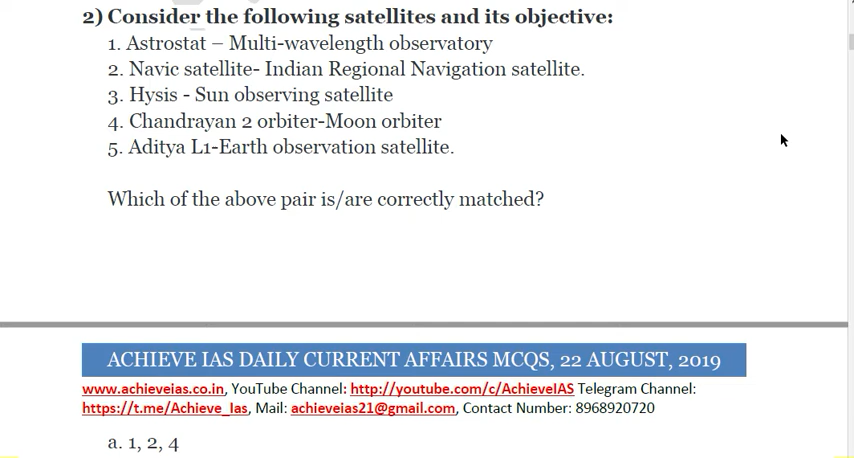 2) Consider the following satellites and its objective:
1. Astrostat – Multi-wavelength observatory
2. Navic satellite- Indian Regional Navigation satellite.
3. Hysis - Sun observing satellite
4. Chandrayan 2 orbiter-Moon orbiter
5. Aditya L1-Earth observation satellite.
Which of the above pair is/are correctly matched?
ACHIEVE IAS DAILY CURRENT AFFAIRS MCQS, 22 AUGUST, 2019
www.achieveias.co.in, YouTube Channel: http://youtube.com/c/AchieveIAS Telegram Channel:
https://t.me/Achieve_Ias, Mail: achieveias21@gmail.com, Contact Number: 8968920720
a. 1, 2, 4